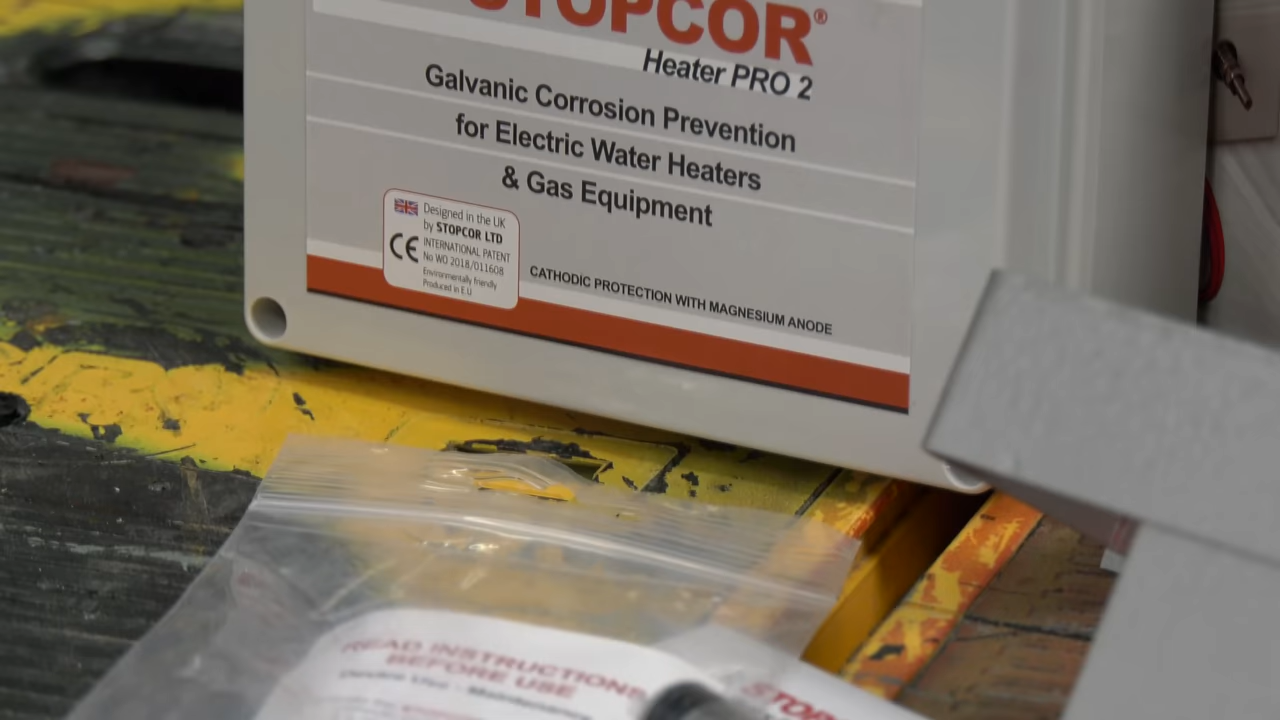 STOPCOR®
Heater PRO 2
Galvanic Corrosion Prevention
for Electric Water Heaters
& Gas Equipment
Designed in the UK
by STOPCOR LTD
CE
INTERNATIONAL PATENT
No WO 2018/011608
Environmentally friendly
Produced in E.U
CATHODIC PROTECTION WITH MAGNESIUM ANODE
READ INSTRUCTIONS
BEFORE USE
STOP